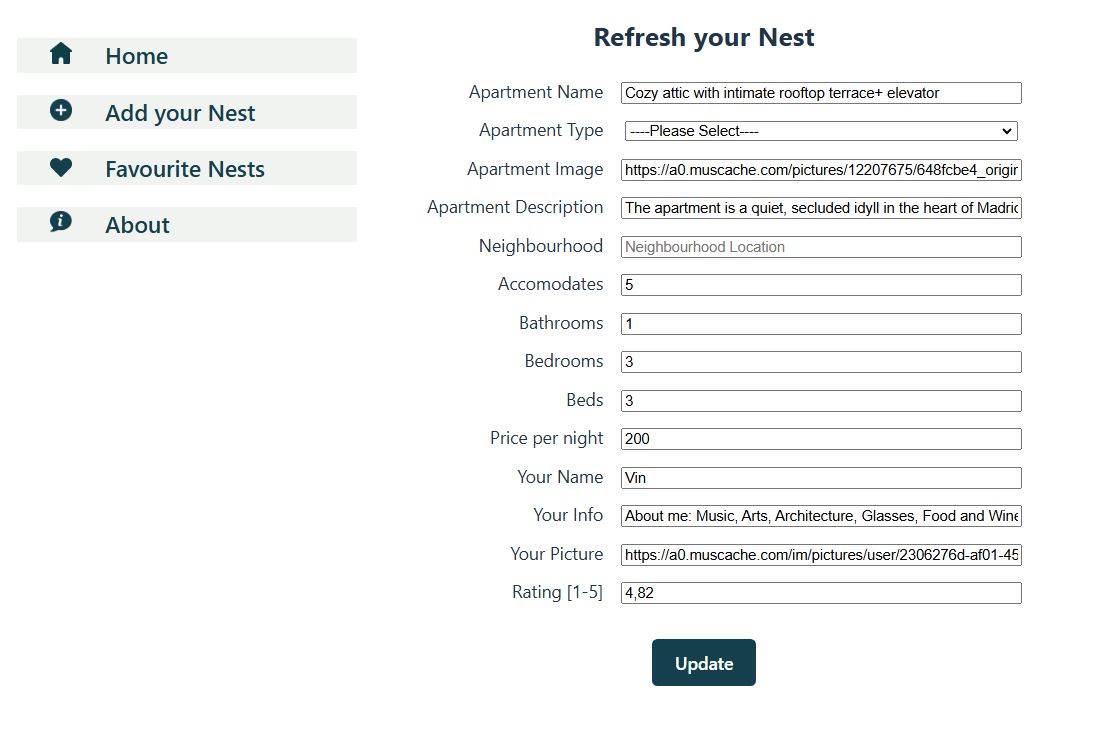 Home
Add your Nest
Favourite Nests
About
Refresh your Nest
Apartment Name Cozy attic with intimate rooftop terrace+ elevator
Apartment Type ----Please Select----
Apartment Image https://a0.muscache.com/pictures/12207675/648fcbe4_origin
Apartment Description The apartment is a quiet, secluded idyll in the heart of Madric
Neighbourhood Neighbourhood Location
Accomodates 5
Bathrooms 1
Bedrooms 3
Beds 3
Price per night 200
Your Name Vin
Your Info About me: Music, Arts, Architecture, Glasses, Food and Wine
Your Picture https://a0.muscache.com/im/pictures/user/2306276d-af01-45
Rating [1-5] 4,82
Update